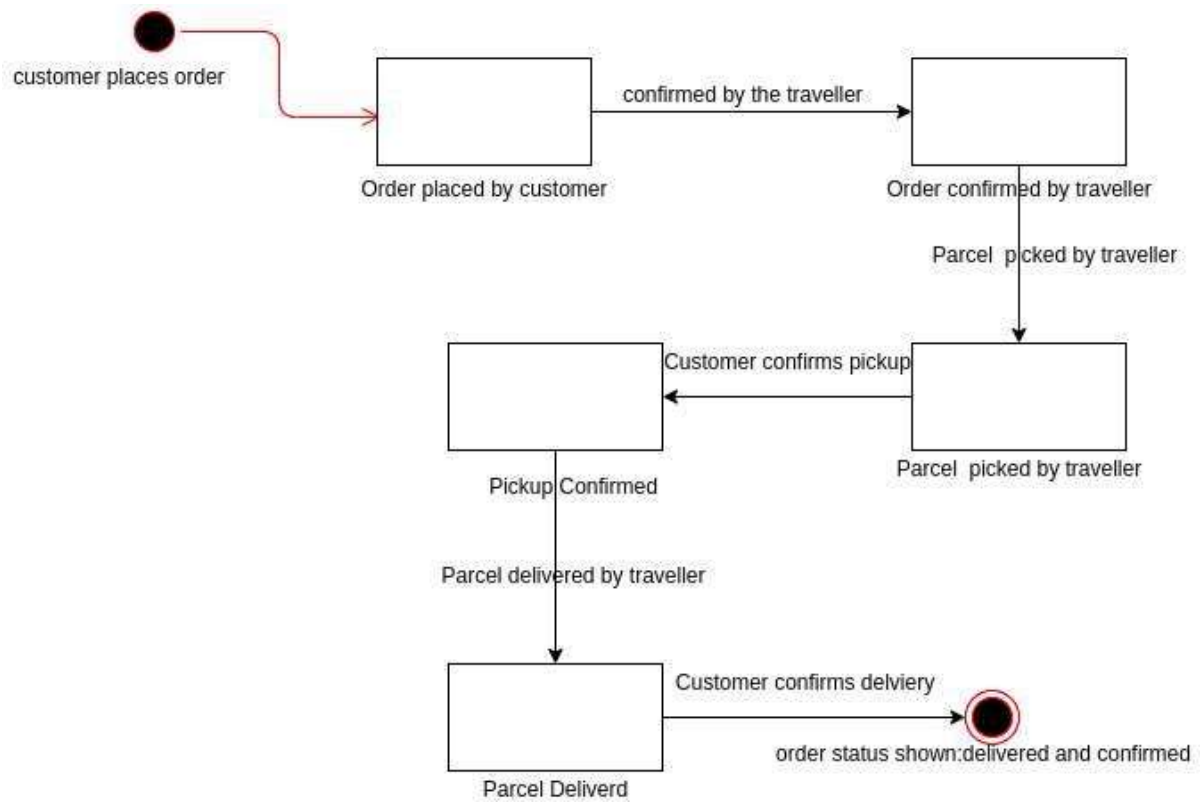 customer places order
confirmed by the traveller
Order placed by customer
Order confirmed by traveller
Parcel  picked by traveller
Customer confirms pickup
Parcel  picked by traveller
Pickup Confirmed
Parcel delivered by traveller
Customer confirms delviery
order status shown:delivered and confirmed
Parcel Deliverd